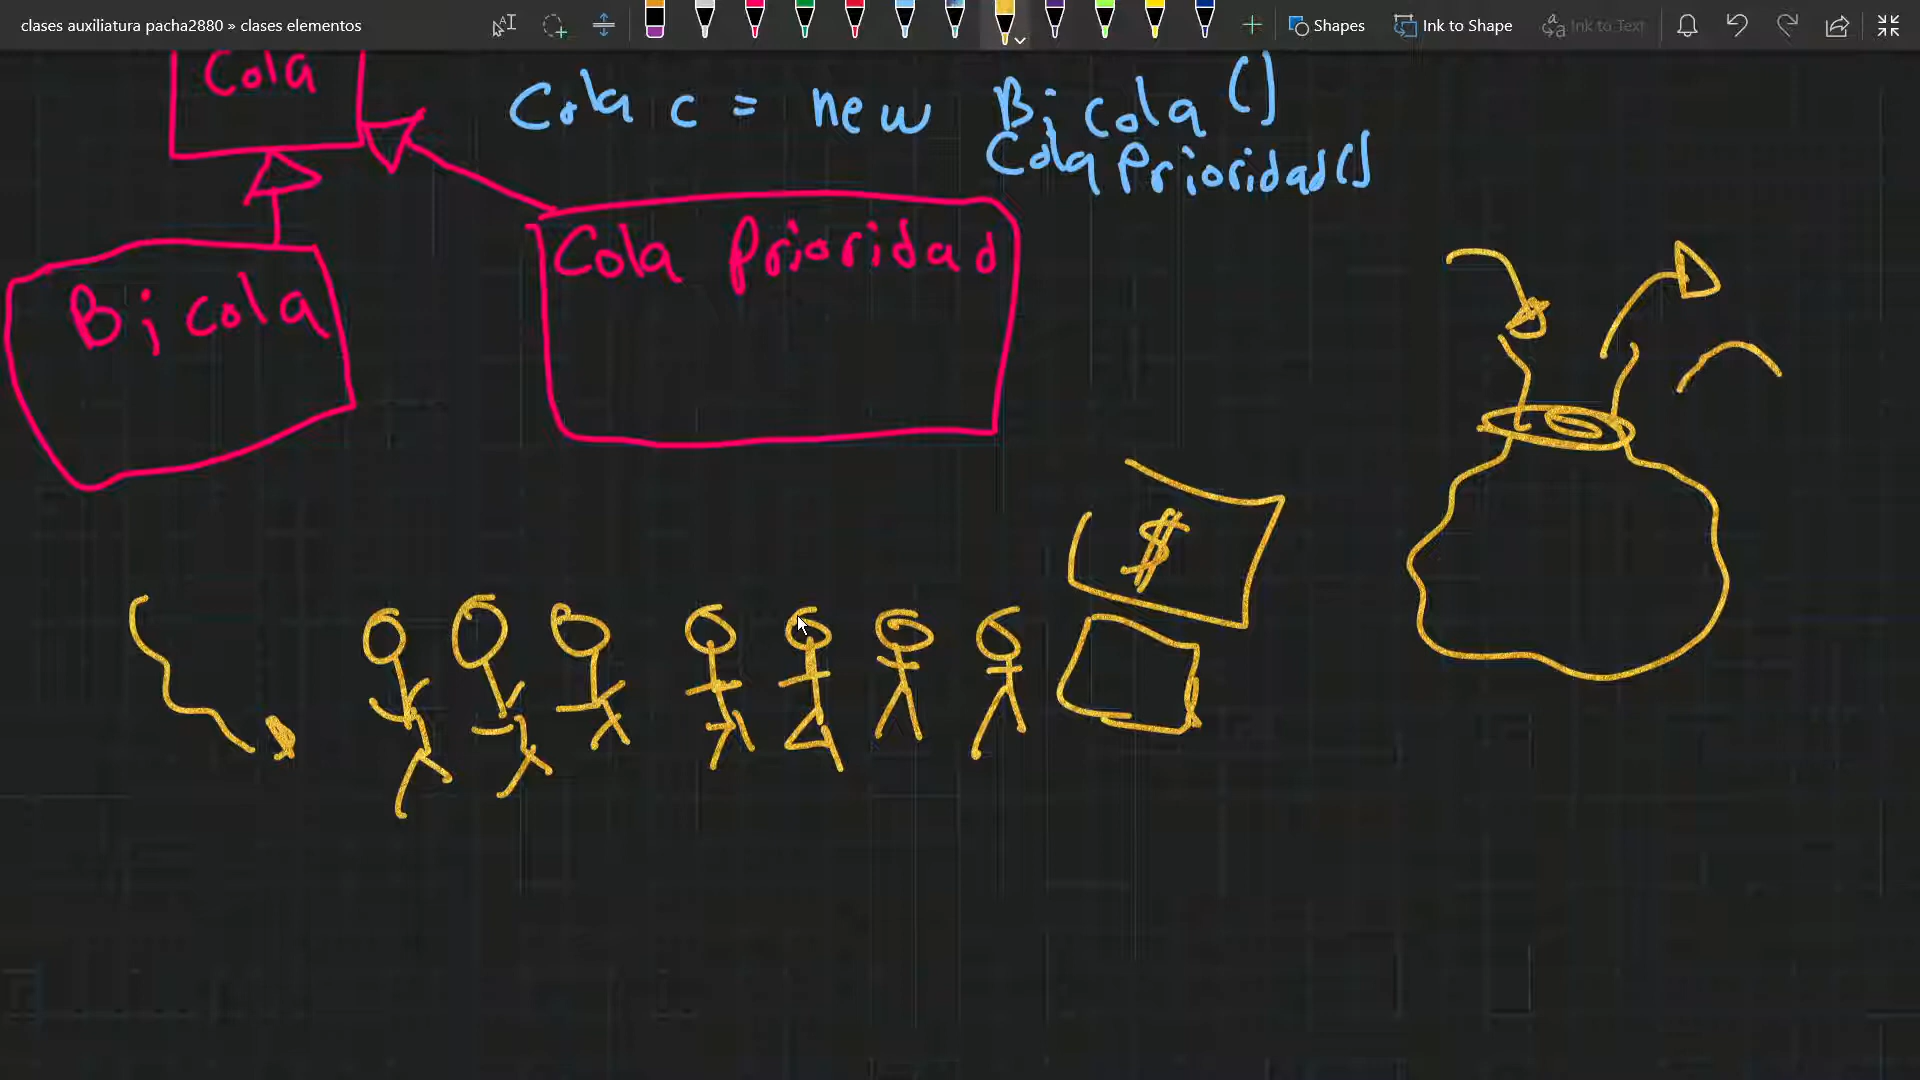 clases auxiliatura pacha2880 » clases elementos
Shapes
Ink to Shape
Ink to Text
Cola
Cola c = new Bicola()
ColaPrioridad()
Bicola
Cola Prioridad
$